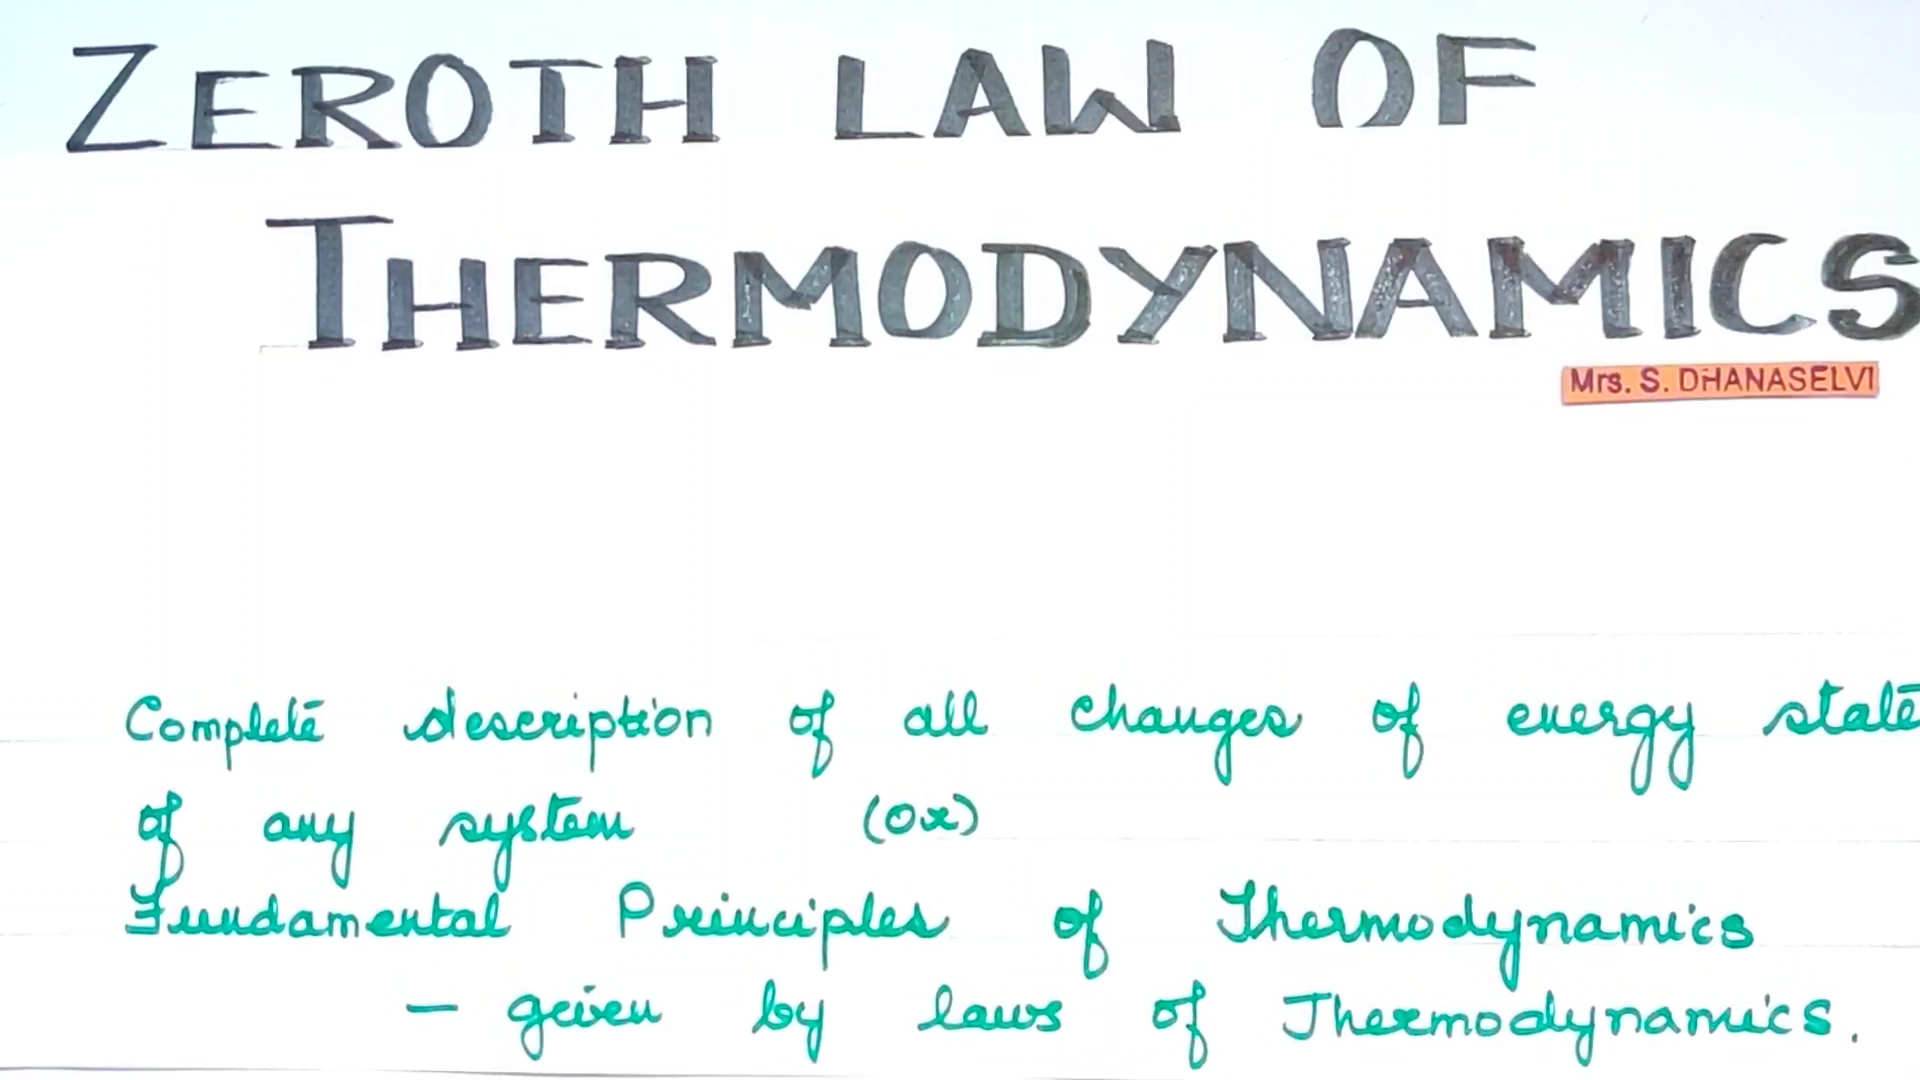 ZEROTH LAW OF
THERMODYNAMICS
Mrs. S. DHANASELVI
Complete description of all changes of energy state
of any system (or)
Fundamental Principles of Thermodynamics
— given by laws of Thermodynamics.